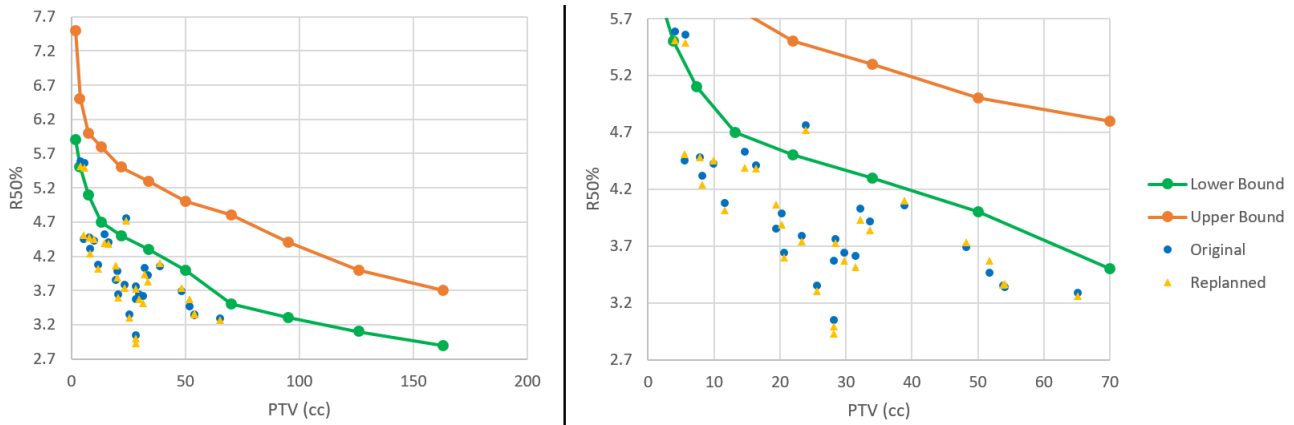 7.7
7.2
6.7
6.2
5.7
5.2
4.7
4.2
3.7
3.2
2.7
R50%
0 50 100 150 200
PTV (cc)
5.7
5.2
4.7
4.2
3.7
3.2
2.7
R50%
0 10 20 30 40 50 60 70
PTV (cc)
Lower Bound
Upper Bound
Original
Replanned